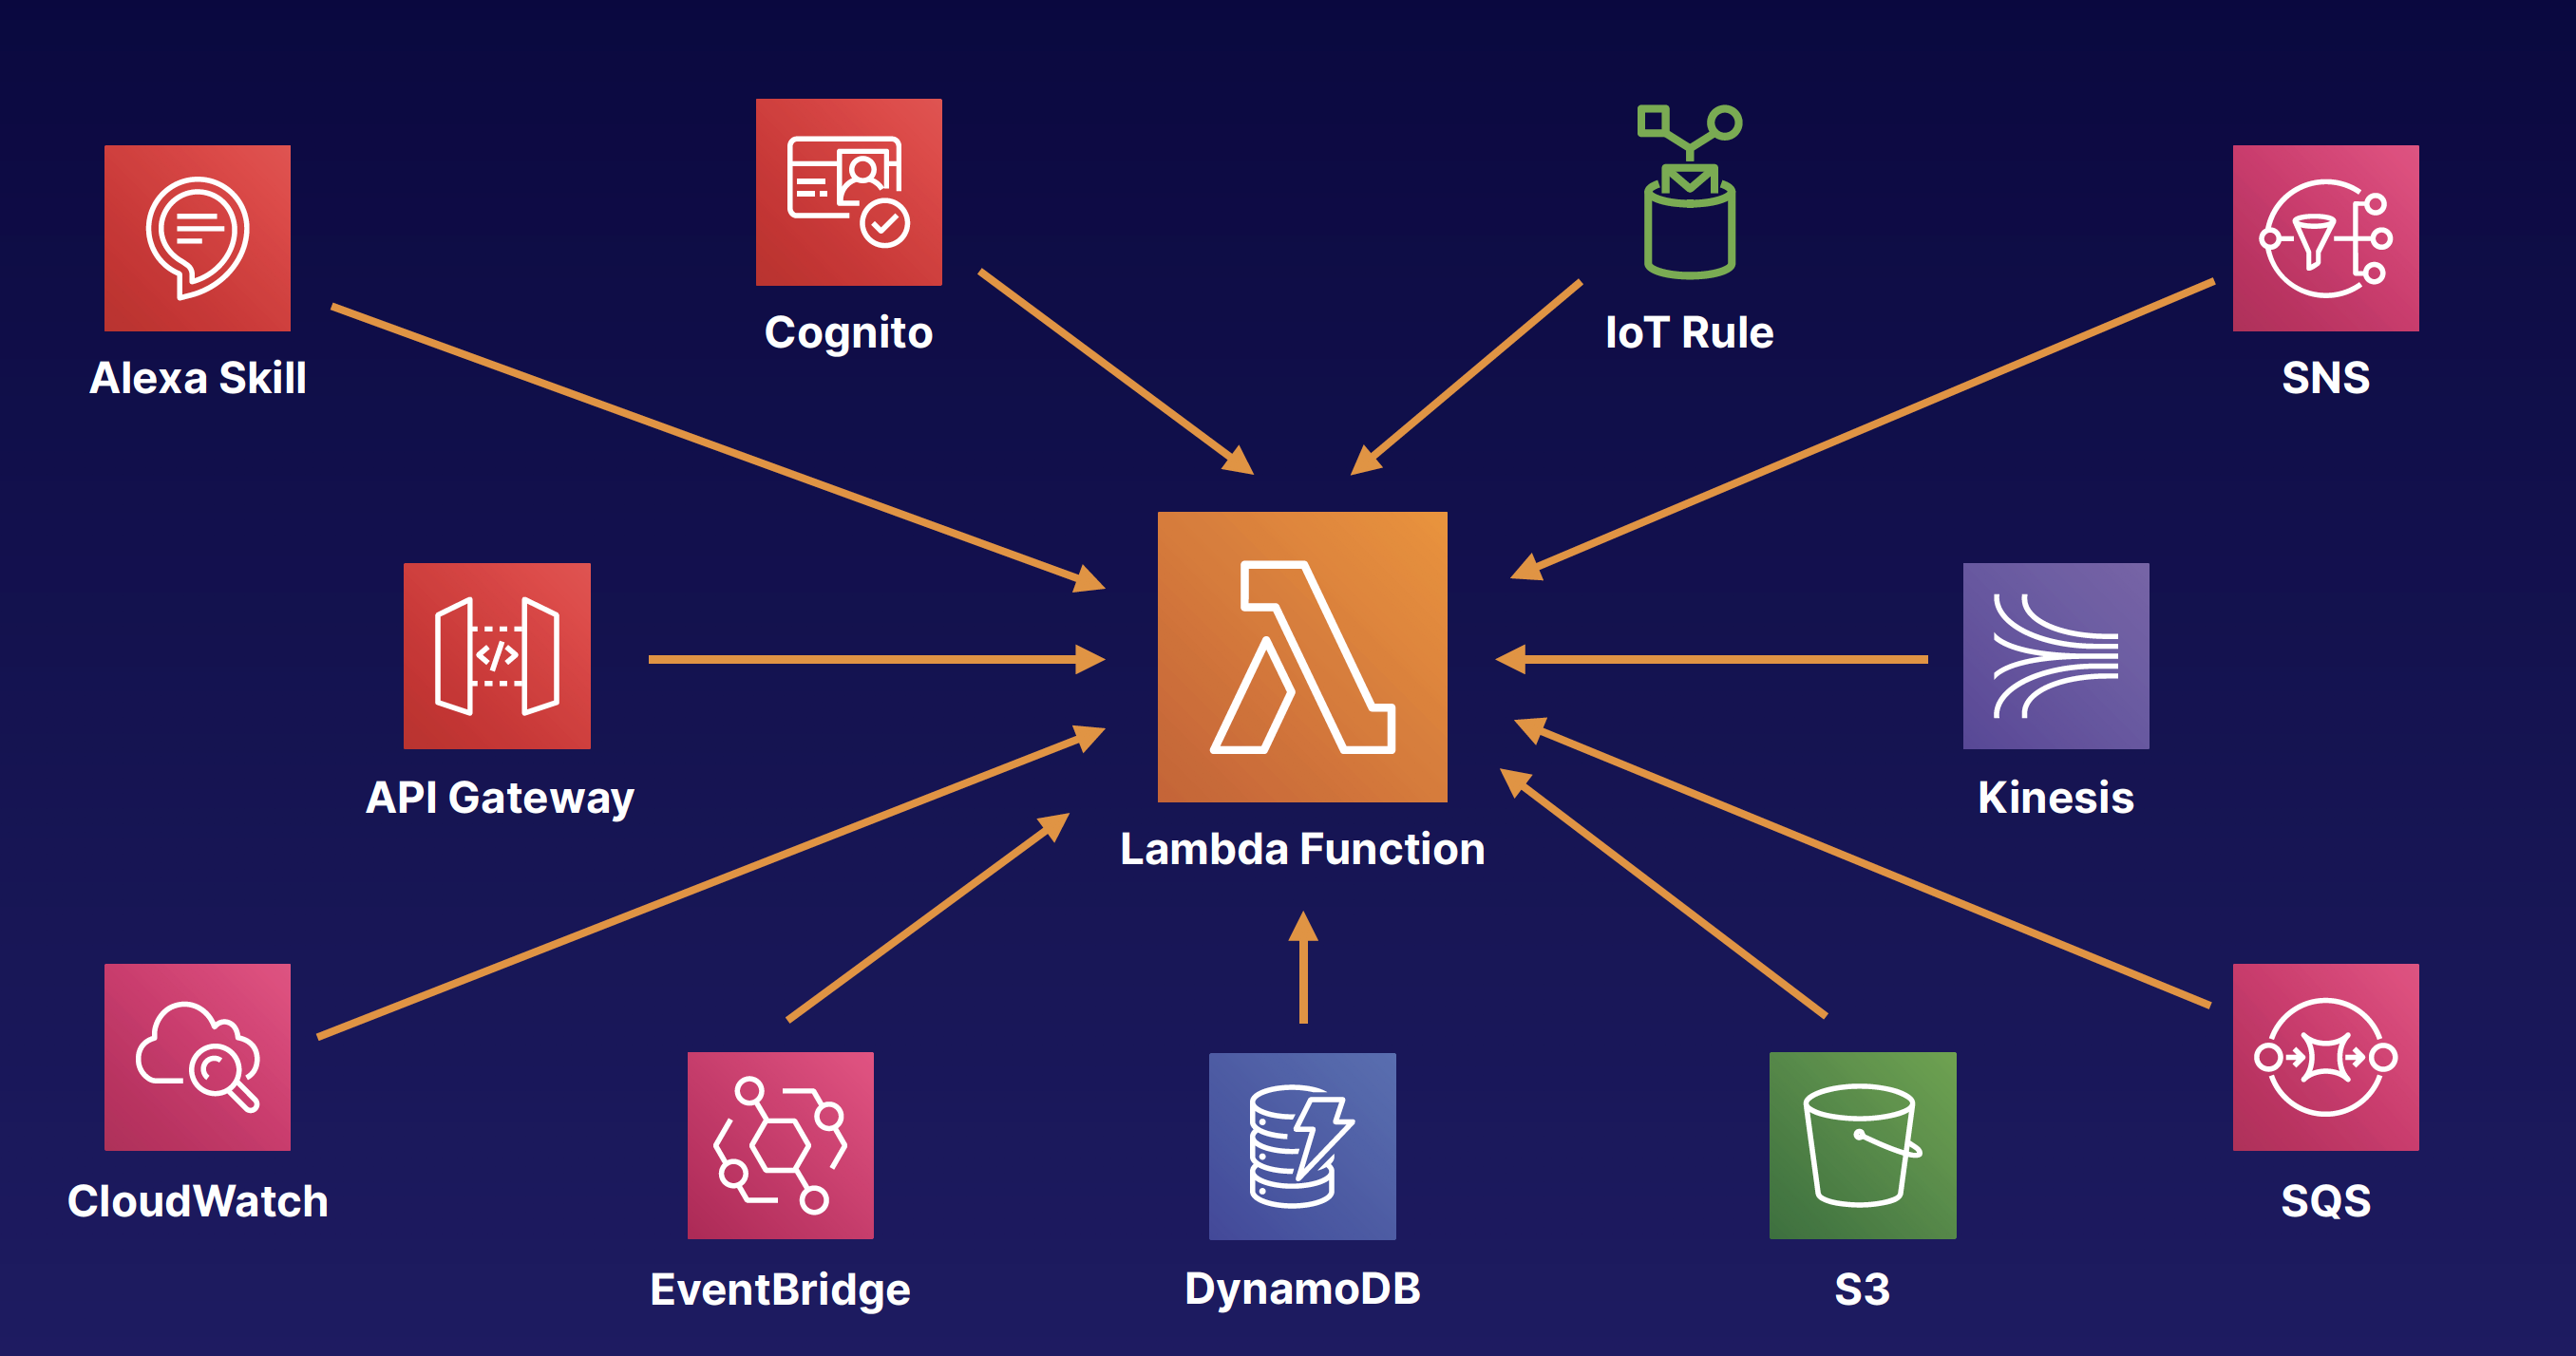 Alexa Skill
Cognito
IoT Rule
SNS
API Gateway
Lambda Function
Kinesis
CloudWatch
EventBridge
DynamoDB
S3
SQS